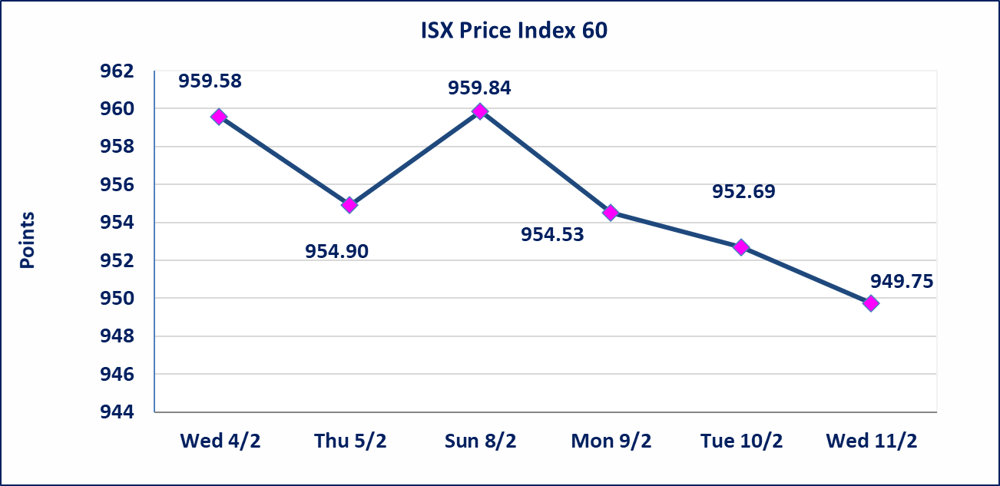 ISX Price Index 60
Points
962
960
958
956
954
952
950
948
946
944
959.58
954.90
959.84
954.53
952.69
949.75
Wed 4/2
Thu 5/2
Sun 8/2
Mon 9/2
Tue 10/2
Wed 11/2